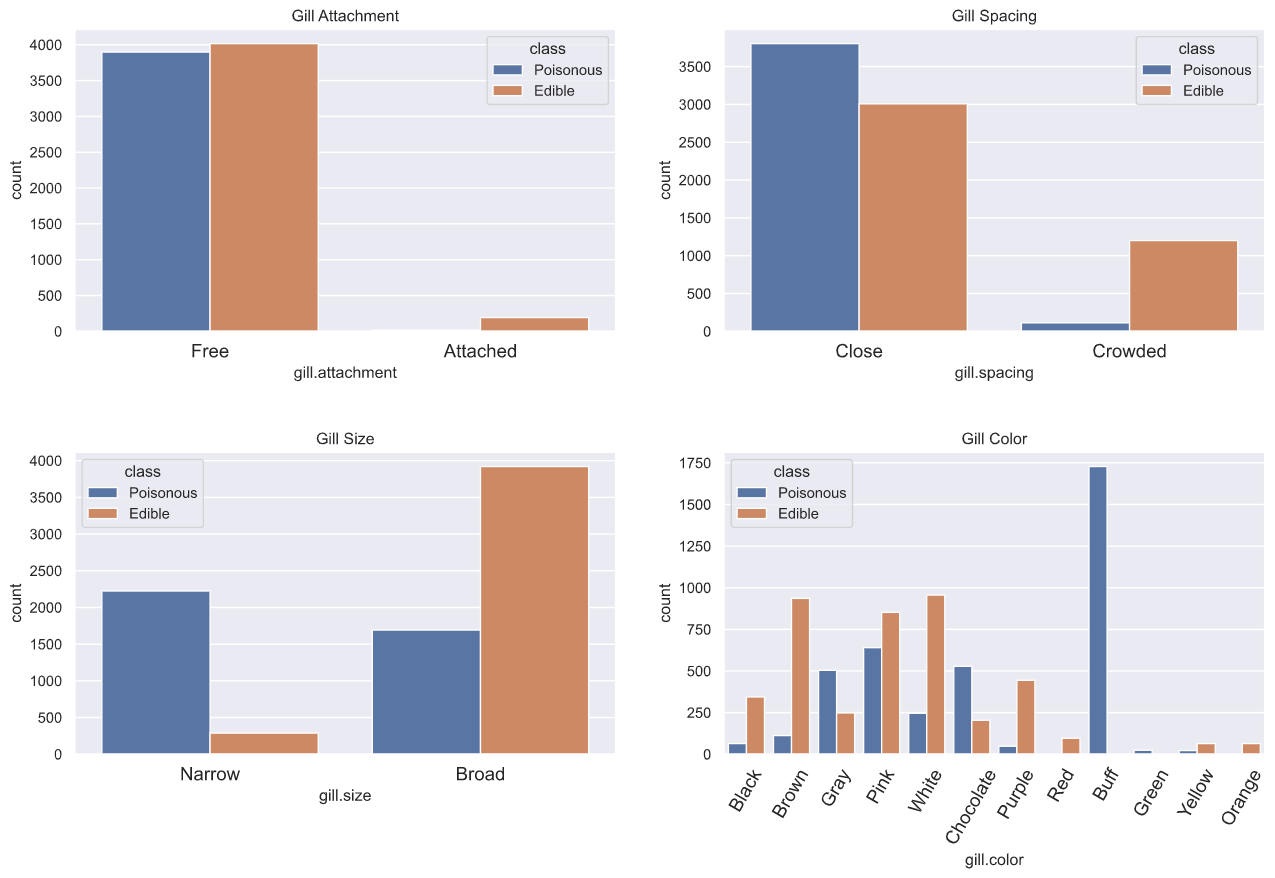 Gill Attachment
4000
3500
3000
2500
2000
1500
1000
500
0
count
class
Poisonous
Edible
Free Attached
gill.attachment
Gill Spacing
3500
3000
2500
2000
1500
1000
500
0
count
class
Poisonous
Edible
Close Crowded
gill.spacing
Gill Size
4000
3500
3000
2500
2000
1500
1000
500
0
count
class
Poisonous
Edible
Narrow Broad
gill.size
Gill Color
1750
1500
1250
1000
750
500
250
0
count
class
Poisonous
Edible
Black Brown Gray Pink White Chocolate Purple Red Buff Green Yellow Orange
gill.color